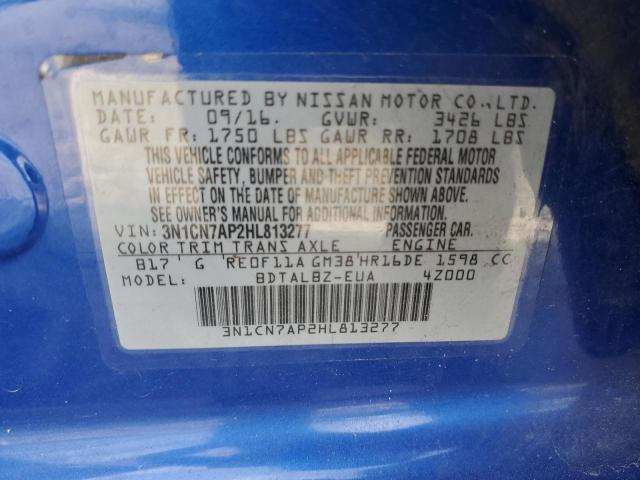 MANUFACTURED BY NISSAN MOTOR CO.,LTD.
DATE: 09/16. GVWR: 3426 LBS
GAWR FR: 1750 LBS GAWR RR: 1708 LBS
THIS VEHICLE CONFORMS TO ALL APPLICABLE FEDERAL MOTOR
VEHICLE SAFETY, BUMPER AND THEFT PREVENTION STANDARDS
IN EFFECT ON THE DATE OF MANUFACTURE SHOWN ABOVE.
SEE OWNER'S MANUAL FOR ADDITIONAL INFORMATION. 42000
VIN: 3N1CN7AP2HL813277 PASSENGER CAR.
COLOR TRIM TRANS AXLE ENGINE
B17 G RE0F11A GM38 HR16DE 1598 CC
MODEL: BDTALBZ-EUA 4Z000
3N1CN7AP2HL813277